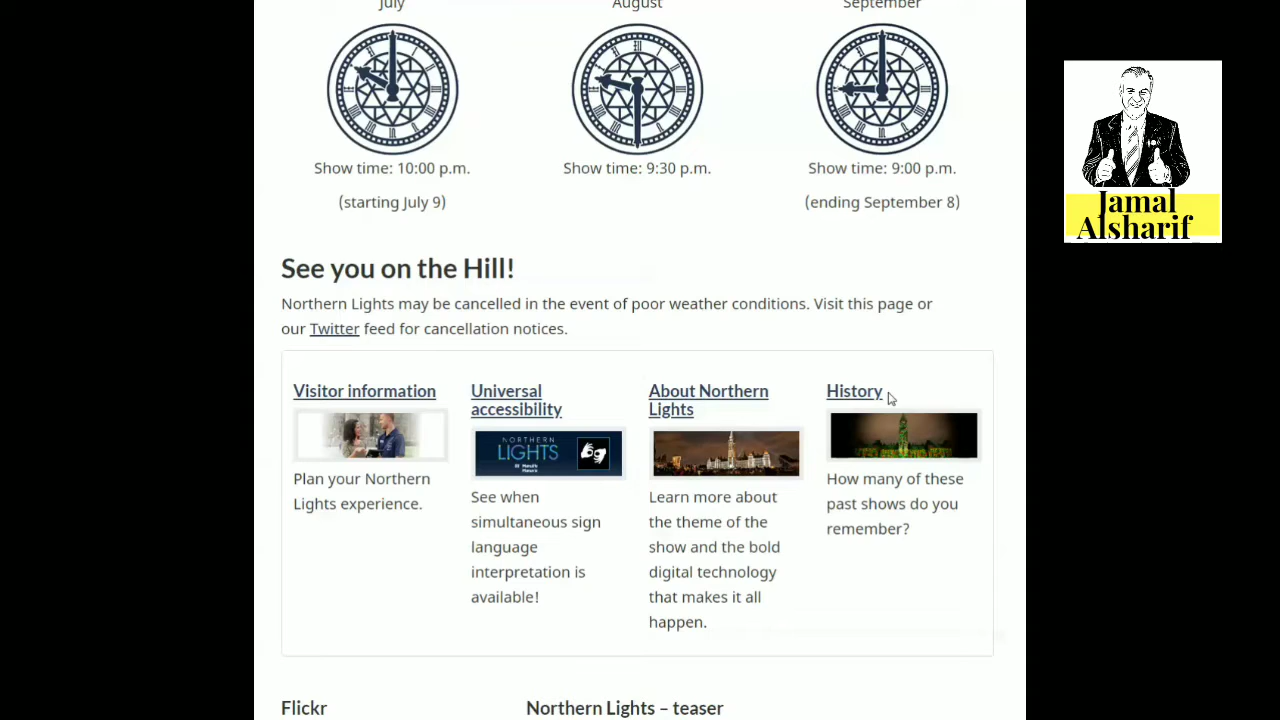 July
August
September
Show time: 10:00 p.m.
Show time: 9:30 p.m.
Show time: 9:00 p.m.
(starting July 9)
(ending September 8)
Jamal
Alsharif
See you on the Hill!
Northern Lights may be cancelled in the event of poor weather conditions. Visit this page or
our Twitter feed for cancellation notices.
Visitor information
Plan your Northern
Lights experience.
Universal
accessibility
NORTHERN
LIGHTS
See when
simultaneous sign
language
interpretation is
available!
About Northern
Lights
Learn more about
the theme of the
show and the bold
digital technology
that makes it all
happen.
History
How many of these
past shows do you
remember?
Flickr
Northern Lights – teaser